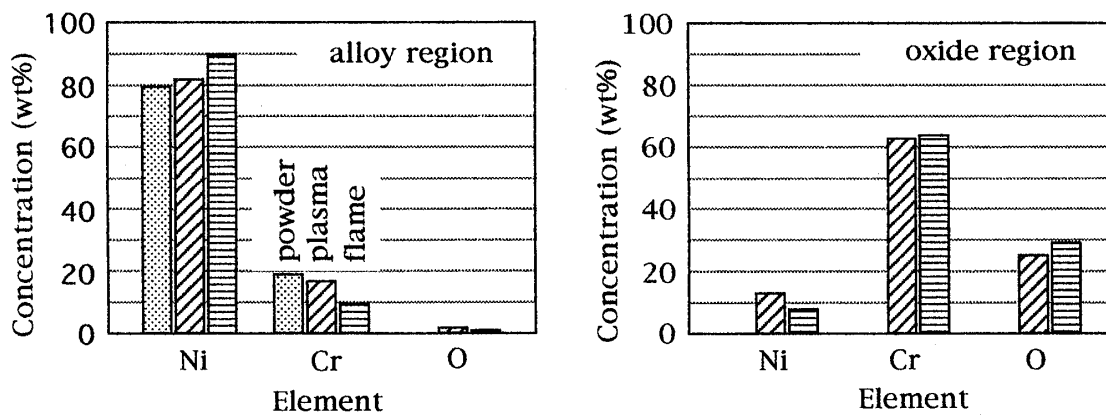 100
80
60
40
20
0
Concentration (wt%)
alloy region
powder
plasma
flame
Ni Cr O
Element
100
80
60
40
20
0
Concentration (wt%)
oxide region
Ni Cr O
Element